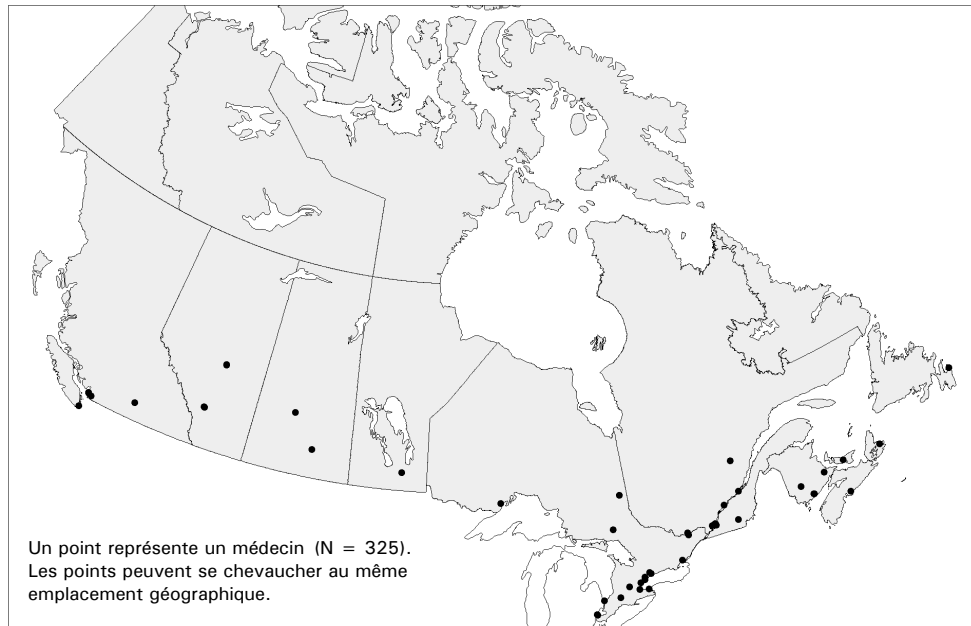 Un point représente un médecin (N = 325).
Les points peuvent se chevaucher au même
emplacement géographique.